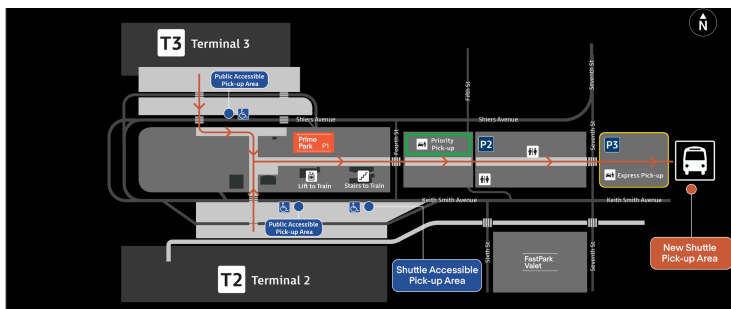 N
T3 Terminal 3
Public Accessible
Pick-up Area
Shiers Avenue
Shiers Avenue
Fifth St
Seventh St
Prime
Park P1
Fourth St
Priority
Pick-up
P2
Seventh St
P3
Lift to Train
Stairs to Train
Express Pick-up
Keith Smith Avenue
Keith Smith Avenue
Public Accessible
Pick-up Area
Sixth St
Seventh St
New Shuttle
Pick-up Area
FastPark
Valet
Shuttle Accessible
Pick-up Area
T2 Terminal 2